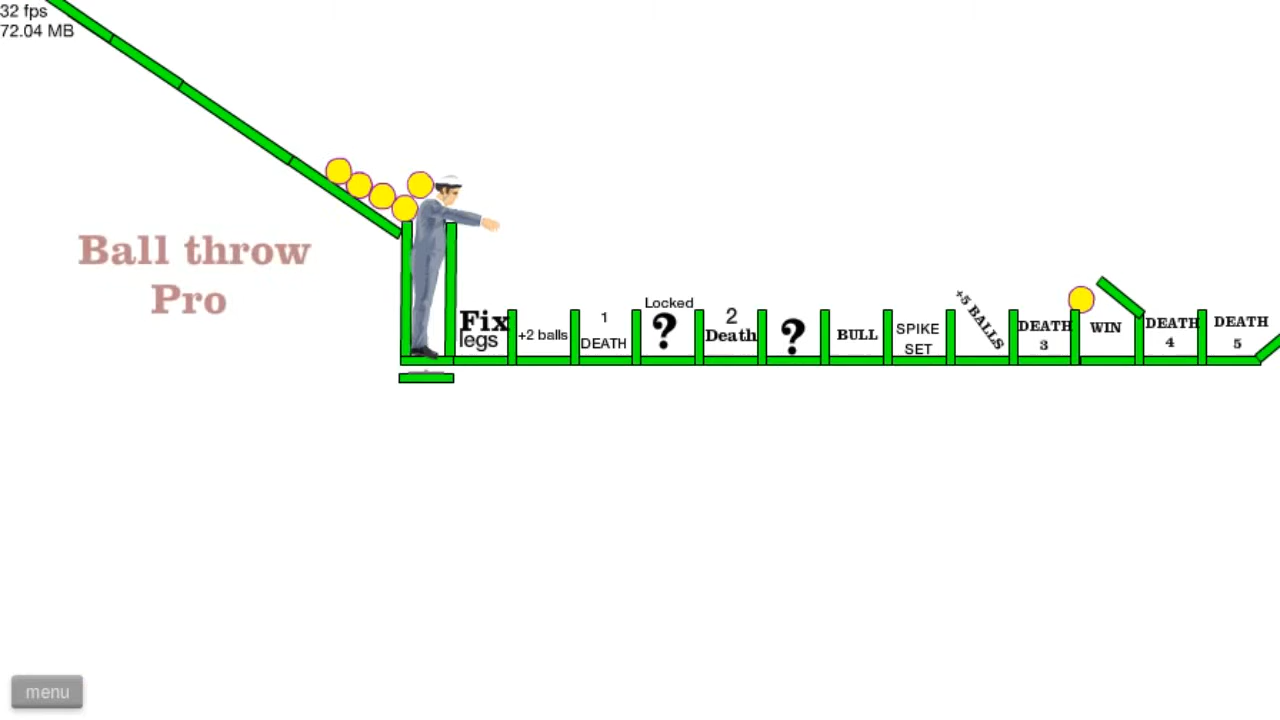 32 fps
72.04 MB
Ball throw
Pro
Fix
legs
+2 balls
1
DEATH
Locked
?
2
Death
?
BULL
SPIKE
SET
+5 BALLS
DEATH
3
WIN
DEATH
4
DEATH
5
menu